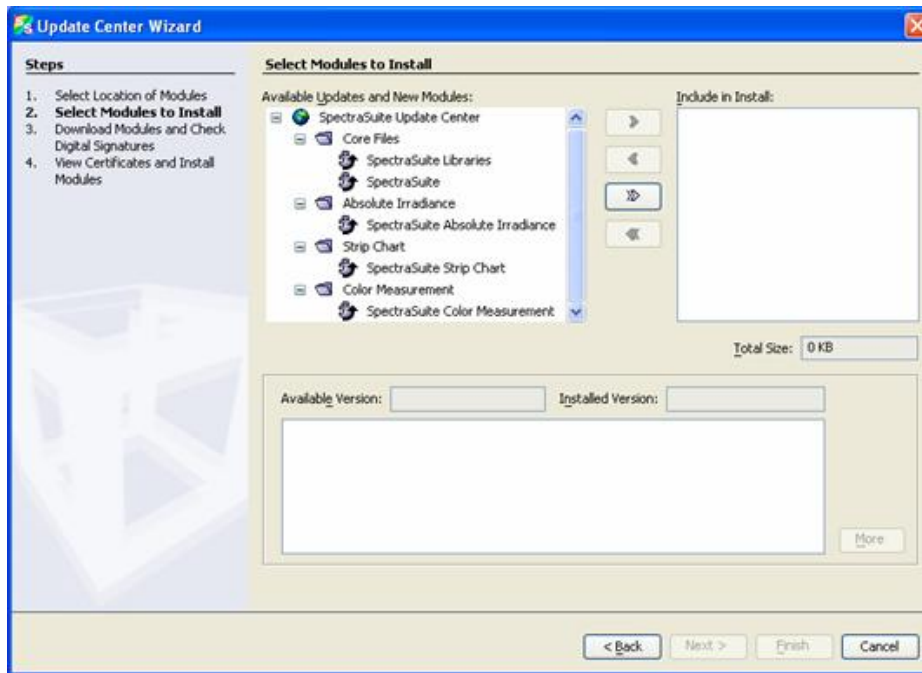 Update Center Wizard
Steps
1. Select Location of Modules
2. Select Modules to Install
3. Download Modules and Check
Digital Signatures
4. View Certificates and Install
Modules
Select Modules to Install
Available Updates and New Modules:
SpectraSuite Update Center
Core Files
SpectraSuite Libraries
SpectraSuite
Absolute Irradiance
SpectraSuite Absolute Irradiance
Strip Chart
SpectraSuite Strip Chart
Color Measurement
SpectraSuite Color Measurement
Include in Install:
Total Size: 0 KB
Available Version:
Installed Version:
More
< Back
Next >
Finish
Cancel